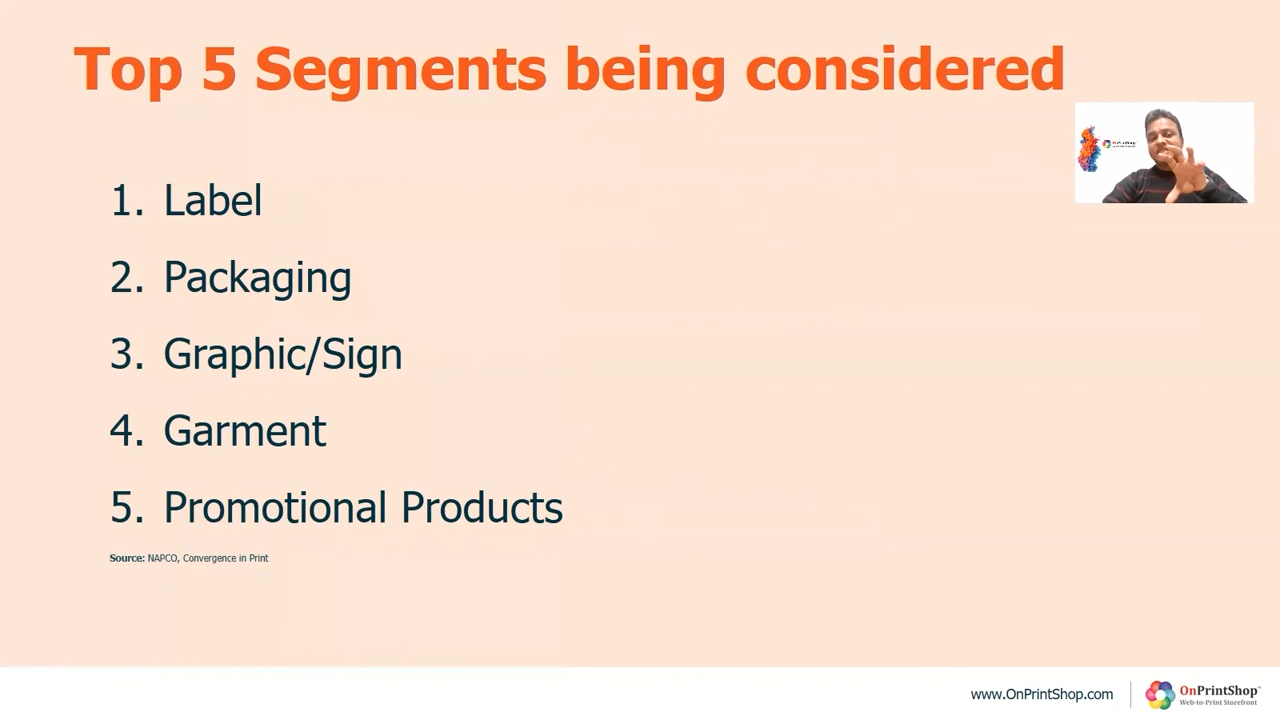 Top 5 Segments being considered
1. Label
2. Packaging
3. Graphic/Sign
4. Garment
5. Promotional Products
Source: NAPCO, Convergence in Print
www.OnPrintShop.com
OnPrintShop™
Web-to-Print Storefront